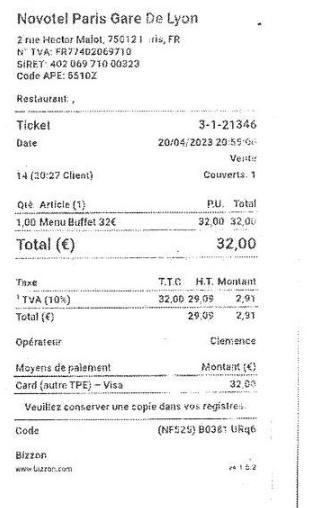 Novotel Paris Gare De Lyon
2 rue Hector Malot, 75012 FR
N° TVA: FR77402069710
SIRET: 402 069 710 00323
Code APE: 5510Z
Restaurant: ,
Ticket 3-1-21346
Date 20/04/2023 20:55:06
Vente
14 (20:27 Client) Couverts: 1
Qté. Article (1) P.U. Total
1,00 Menu Buffet 32€ 32,00 32,00
Total (€) 32,00
Taxe T.T.C H.T. Montant
¹ TVA (10%) 32,00 29,09 2,91
Total (€) 29,09 2,91
Opérateur Clemence
Moyens de paiement Montant (€)
Card (autre TPE) – Visa 32,00
Veuillez conserver une copie dans vos registres.
Code (NF525) B0381 URq6
Bizzon
www.bizzon.com v4.1.6.2